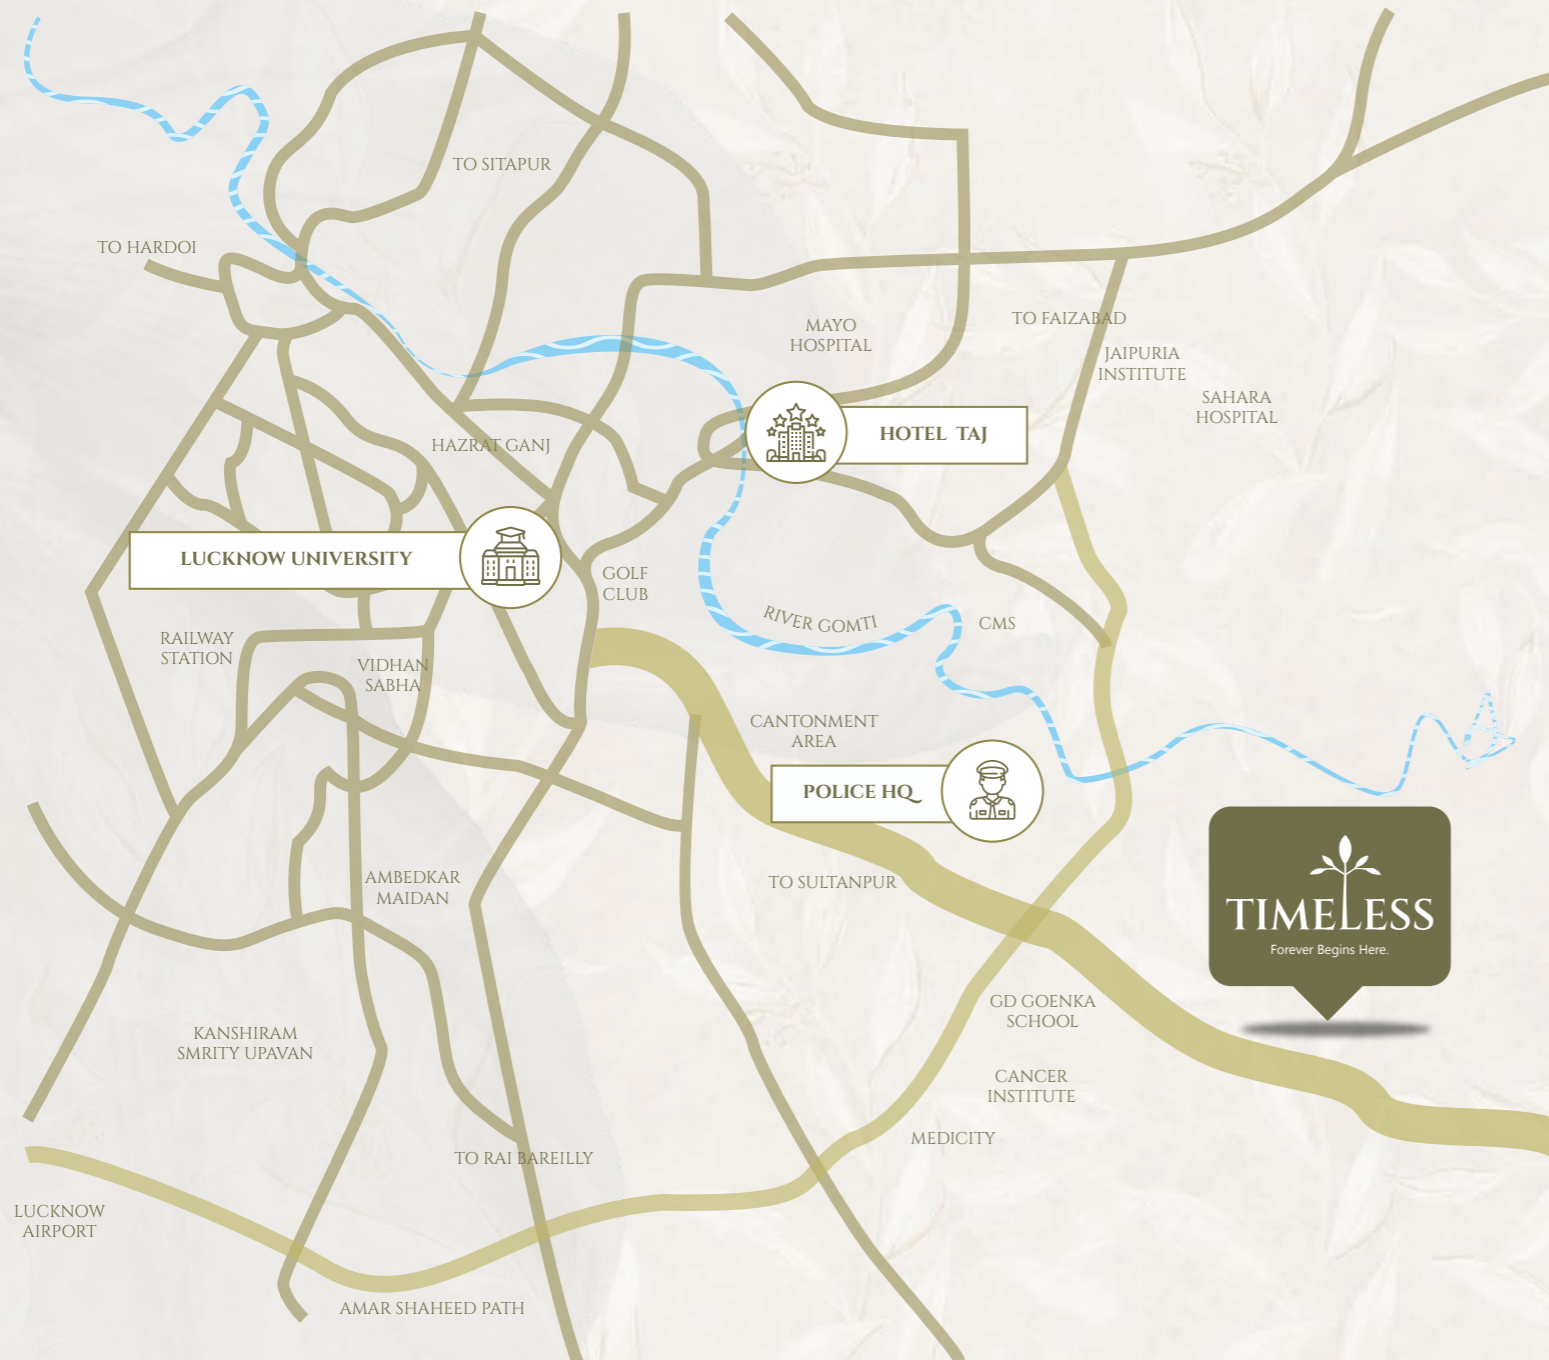 TO SITAPUR
TO HARDOI
MAYO
HOSPITAL
TO FAIZABAD
JAIPURIA
INSTITUTE
SAHARA
HOSPITAL
HAZRAT GANJ
HOTEL TAJ
LUCKNOW UNIVERSITY
GOLF
CLUB
RIVER GOMTI
CMS
RAILWAY
STATION
VIDHAN
SABHA
CANTONMENT
AREA
POLICE HQ
TO SULTANPUR
AMBEDKAR
MAIDAN
TIMELESS
Forever Begins Here.
GD GOENKA
SCHOOL
KANSHIRAM
SMRITY UPAVAN
CANCER
INSTITUTE
MEDICITY
TO RAI BAREILLY
LUCKNOW
AIRPORT
AMAR SHAHEED PATH